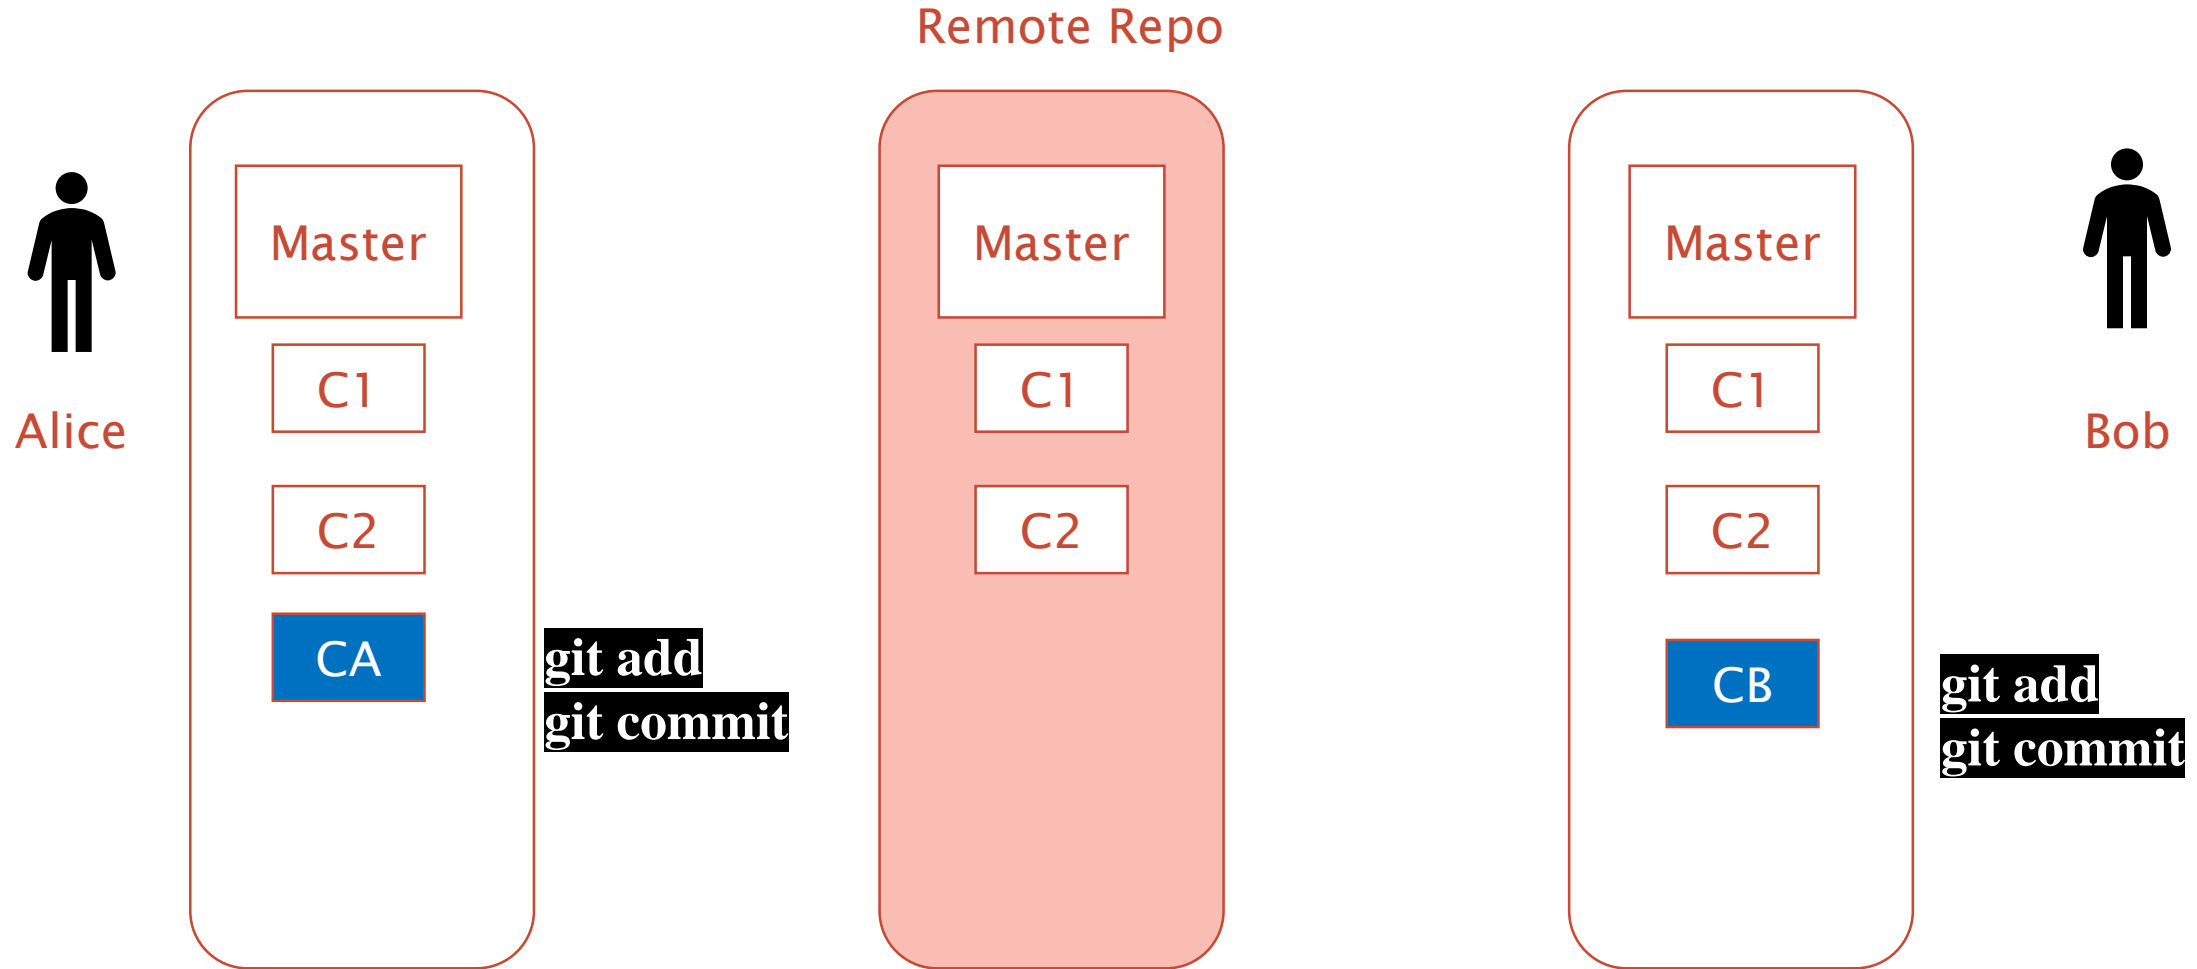 Remote Repo
Master
Master
Master
C1
C1
C1
Alice
Bob
C2
C2
C2
CA
git add
git commit
CB
git add
git commit